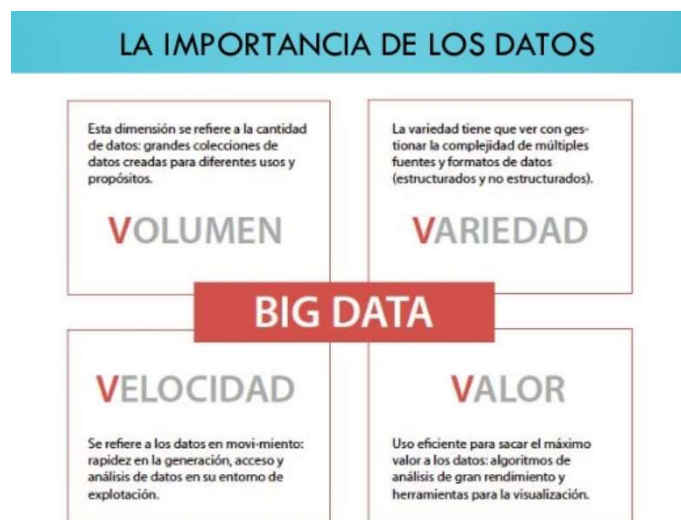 LA IMPORTANCIA DE LOS DATOS
Esta dimensión se refiere a la cantidad
de datos: grandes colecciones de
datos creadas para diferentes usos y
propósitos.
VOLUMEN
La variedad tiene que ver con ges-
tionar la complejidad de múltiples
fuentes y formatos de datos
(estructurados y no estructurados).
VARIEDAD
BIG DATA
VELOCIDAD
Se refiere a los datos en movi-miento:
rapidez en la generación, acceso y
análisis de datos en su entorno de
explotación.
VALOR
Uso eficiente para sacar el máximo
valor a los datos: algoritmos de
análisis de gran rendimiento y
herramientas para la visualización.